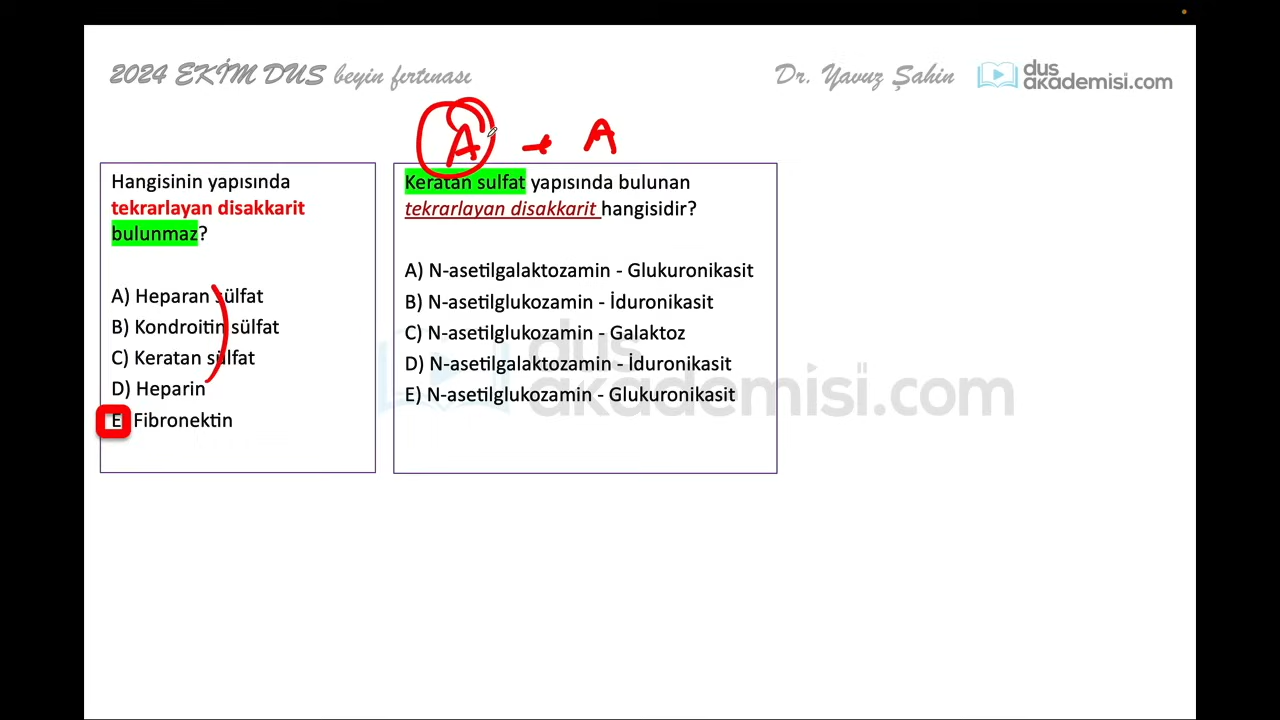 2024 EKİM DUS beyin fırtınası
Dr. Yavuz Şahin
dus
akademisi.com
A + A
Hangisinin yapısında
tekrarlayan disakkarit
bulunmaz?
A) Heparan sülfat
B) Kondroitin sülfat
C) Keratan sülfat
D) Heparin
E) Fibronektin
Keratan sulfat yapısında bulunan
tekrarlayan disakkarit hangisidir?
A) N-asetilgalaktozamin - Glukuronikasit
B) N-asetilglukozamin - İduronikasit
C) N-asetilglukozamin - Galaktoz
D) N-asetilgalaktozamin - İduronikasit
E) N-asetilglukozamin - Glukuronikasit
dus
akademisi.com